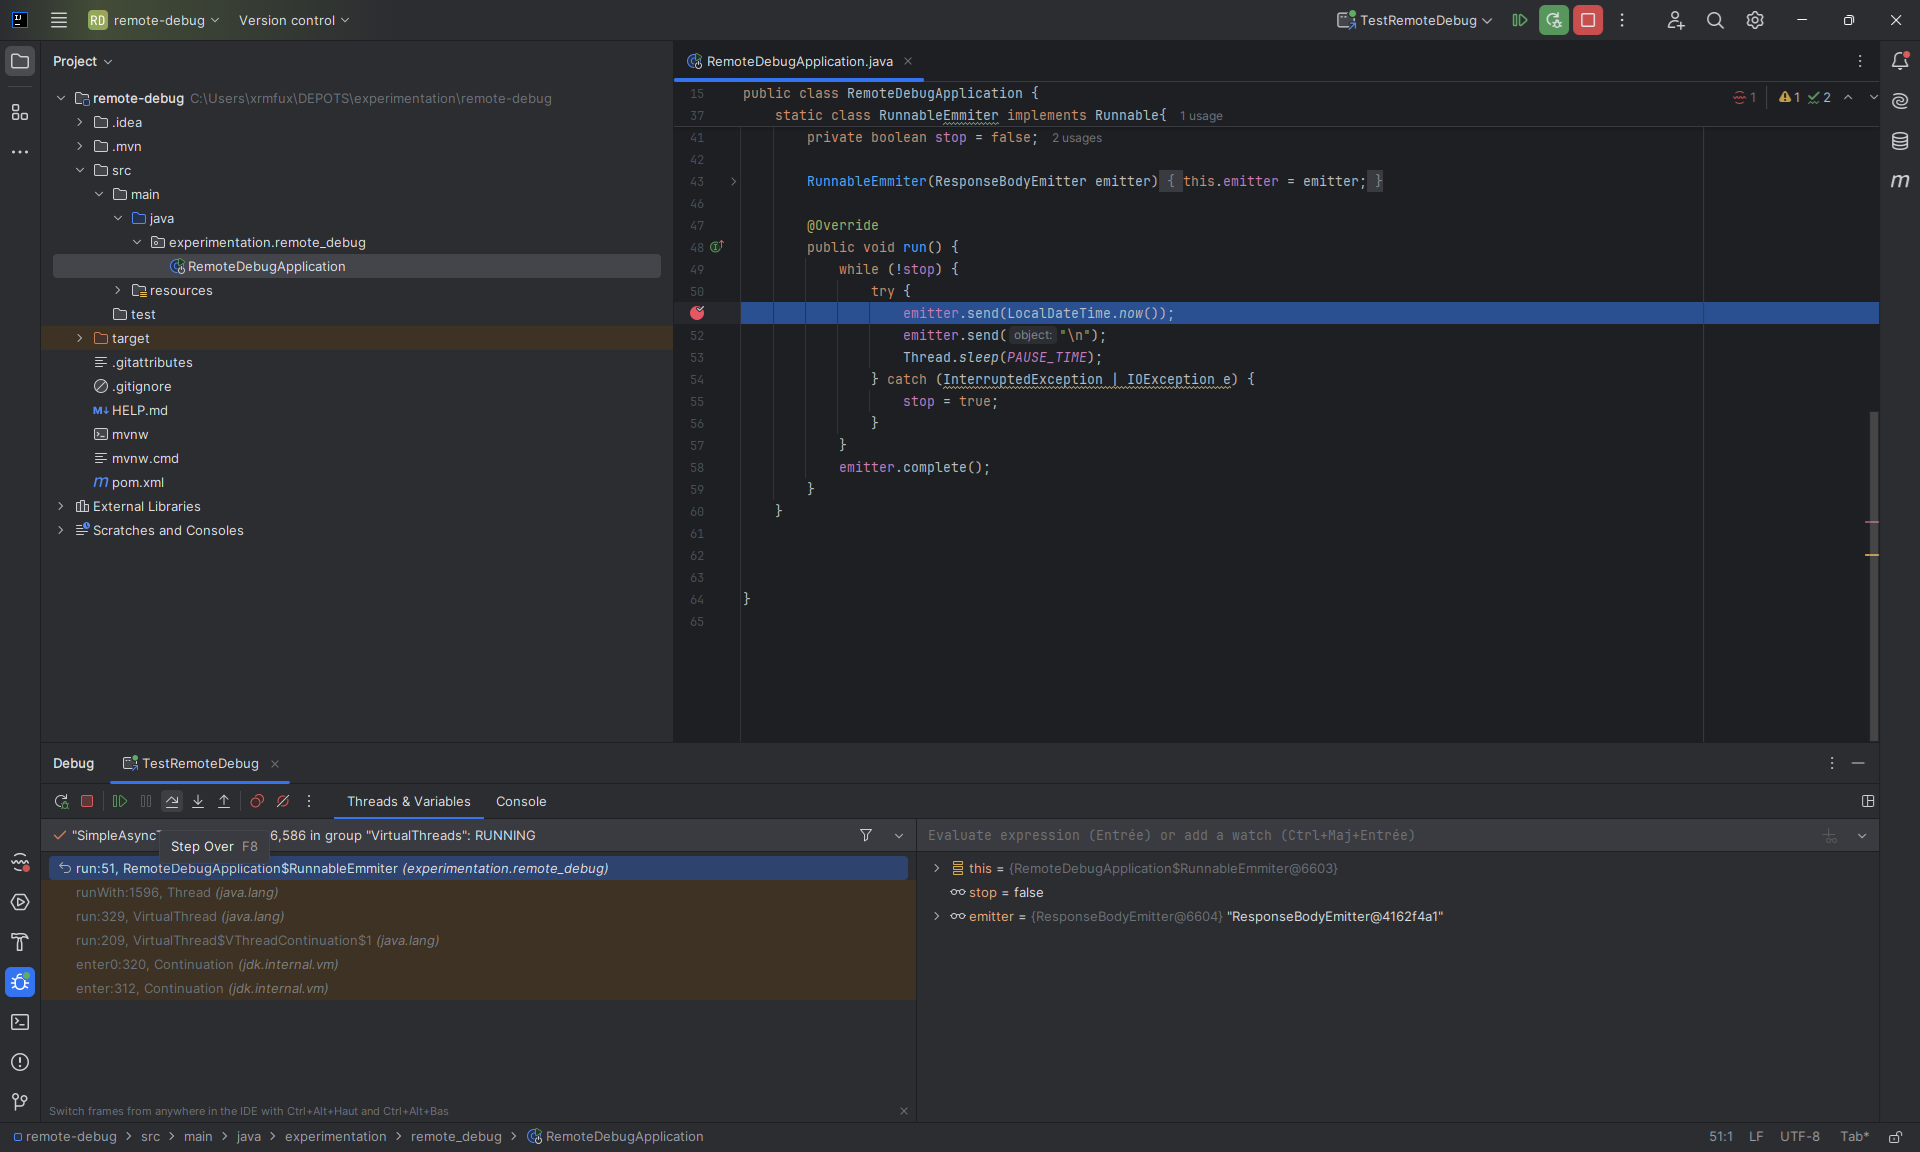 RD remote-debug Version control TestRemoteDebug
Project
remote-debug C:\Users\xrmfux\DEPOTS\experimentation\remote-debug
.idea
.mvn
src
main
java
experimentation.remote_debug
RemoteDebugApplication
resources
test
target
.gitattributes
.gitignore
M↓ HELP.md
mvnw
mvnw.cmd
m pom.xml
External Libraries
Scratches and Consoles
RemoteDebugApplication.java
1 1 2
15 public class RemoteDebugApplication {
37 static class RunnableEmmiter implements Runnable{ 1 usage
41 private boolean stop = false; 2 usages
42
43 RunnableEmmiter(ResponseBodyEmitter emitter) { this.emitter = emitter; }
46
47 @Override
48 public void run() {
49 while (!stop) {
50 try {
emitter.send(LocalDateTime.now());
52 emitter.send( object: "\n");
53 Thread.sleep(PAUSE_TIME);
54 } catch (InterruptedException | IOException e) {
55 stop = true;
56 }
57 }
58 emitter.complete();
59 }
60 }
61
62
63
64 }
65
m
Debug TestRemoteDebug
Threads & Variables Console
"SimpleAsyncT 6,586 in group "VirtualThreads": RUNNING
Step Over F8
run:51, RemoteDebugApplication$RunnableEmmiter (experimentation.remote_debug)
runWith:1596, Thread (java.lang)
run:329, VirtualThread (java.lang)
run:209, VirtualThread$VThreadContinuation$1 (java.lang)
enter0:320, Continuation (jdk.internal.vm)
enter:312, Continuation (jdk.internal.vm)
Switch frames from anywhere in the IDE with Ctrl+Alt+Haut and Ctrl+Alt+Bas
Evaluate expression (Entrée) or add a watch (Ctrl+Maj+Entrée)
this = {RemoteDebugApplication$RunnableEmmiter@6603}
stop = false
emitter = {ResponseBodyEmitter@6604} "ResponseBodyEmitter@4162f4a1"
remote-debug > src > main > java > experimentation > remote_debug > RemoteDebugApplication
51:1 LF UTF-8 Tab*